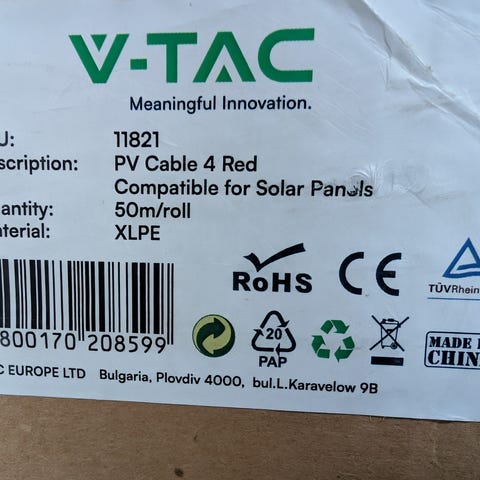 V-TAC
Meaningful Innovation.
U: 11821
scription: PV Cable 4 Red
Compatible for Solar Panels
antity: 50m/roll
aterial: XLPE
RoHS CE
TÜVRhein
800170 208599
20
PAP
MADE I
CHIN
C EUROPE LTD Bulgaria, Plovdiv 4000, bul.L.Karavelow 9B